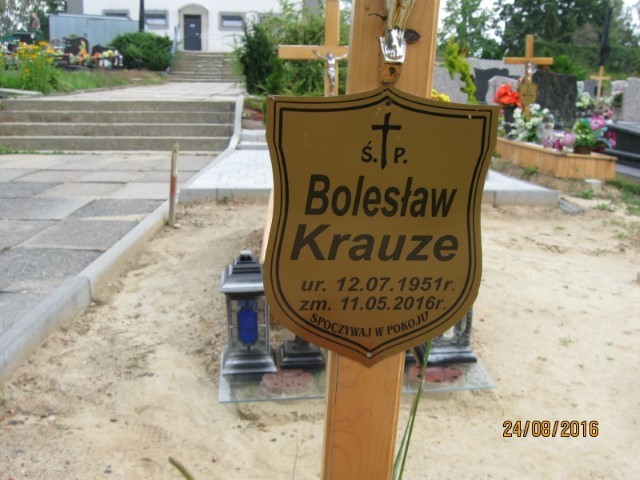 Ś. P.
Bolesław
Krauze
ur. 12.07.1951r.
zm. 11.05.2016r.
SPOCZYWAJ W POKOJU
24/08/2016